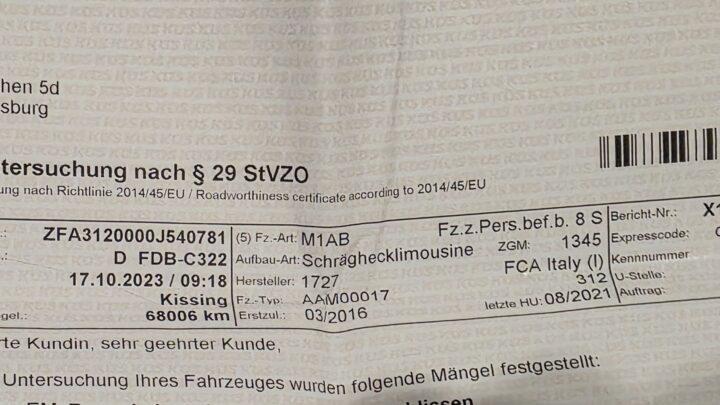 chen 5d
sburg
tersuchung nach § 29 StVZO
ung nach Richtlinie 2014/45/EU / Roadworthiness certificate according to 2014/45/EU
.: ZFA3120000J540781 (5) Fz.-Art: M1AB Fz.z.Pers.bef.b. 8 S Bericht-Nr.: X1
.: D FDB-C322 Aufbau-Art: Schräghecklimousine ZGM: 1345 Expresscode:
17.10.2023 / 09:18 Hersteller: 1727 FCA Italy (I) Kennnummer
Kissing Fz.-Typ: AAM00017 312 U-Stelle:
gel.: 68006 km Erstzul.: 03/2016 letzte HU: 08/2021 Auftrag:
rte Kundin, sehr geehrter Kunde,
Untersuchung Ihres Fahrzeuges wurden folgende Mängel festgestellt: